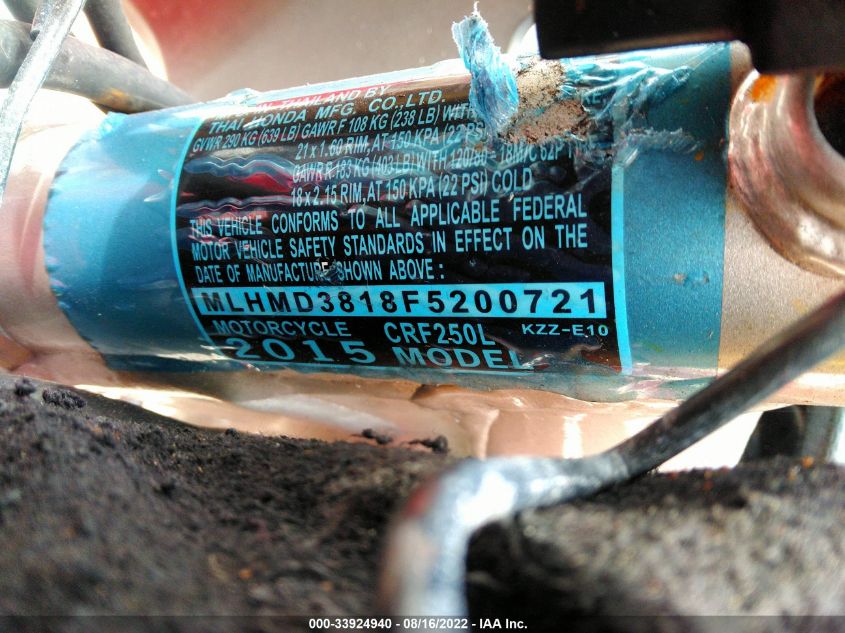 THAILAND BY
THAI HONDA MFG. CO., LTD.
GVWR 290 KG (639 LB) GAWR F 108 KG (238 LB) WITH
21 x 1.60 RIM, AT 150 KPA (22 PSI)
GAWR R 183 KG (403 LB) WITH 120/80 - 18M/C 62P
18 x 2.15 RIM, AT 150 KPA (22 PSI) COLD
THIS VEHICLE CONFORMS TO ALL APPLICABLE FEDERAL
MOTOR VEHICLE SAFETY STANDARDS IN EFFECT ON THE
DATE OF MANUFACTURE SHOWN ABOVE :
MLHMD3818F5200721
MOTORCYCLE CRF250L KZZ-E10
2015 MODEL
000-33924940 - 08/16/2022 - IAA Inc.